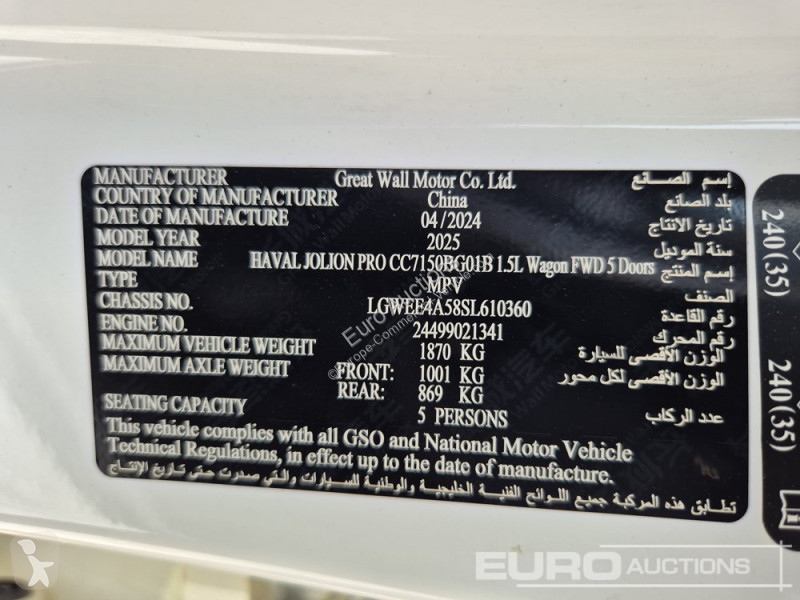 MANUFACTURER Great Wall Motor Co. Ltd. إسم الصانع
COUNTRY OF MANUFACTURER China بلد الصانع
DATE OF MANUFACTURE 04/2024 تاريخ الانتاج
MODEL YEAR 2025 سنة الموديل
MODEL NAME HAVAL JOLION PRO CC7150BG01B 1.5L Wagon FWD 5 Doors إسم المنتج
TYPE MPV الصنف
CHASSIS NO. LGWEE4A58SL610360 رقم القاعدة
ENGINE NO. 24499021341 رقم المحرك
MAXIMUM VEHICLE WEIGHT 1870 KG الوزن الأقصى للسيارة
MAXIMUM AXLE WEIGHT FRONT: 1001 KG الوزن الأقصى لكل محور
REAR: 869 KG
SEATING CAPACITY 5 PERSONS عدد الركاب
This vehicle complies with all GSO and National Motor Vehicle
Technical Regulations, in effect up to the date of manufacture.
تطابق هذه المركبة جميع اللوائح الفنية الخليجية والوطنية للسيارات والتي صدرت حتى تاريخ الإنتاج
240(35)
240(35)
EURO AUCTIONS